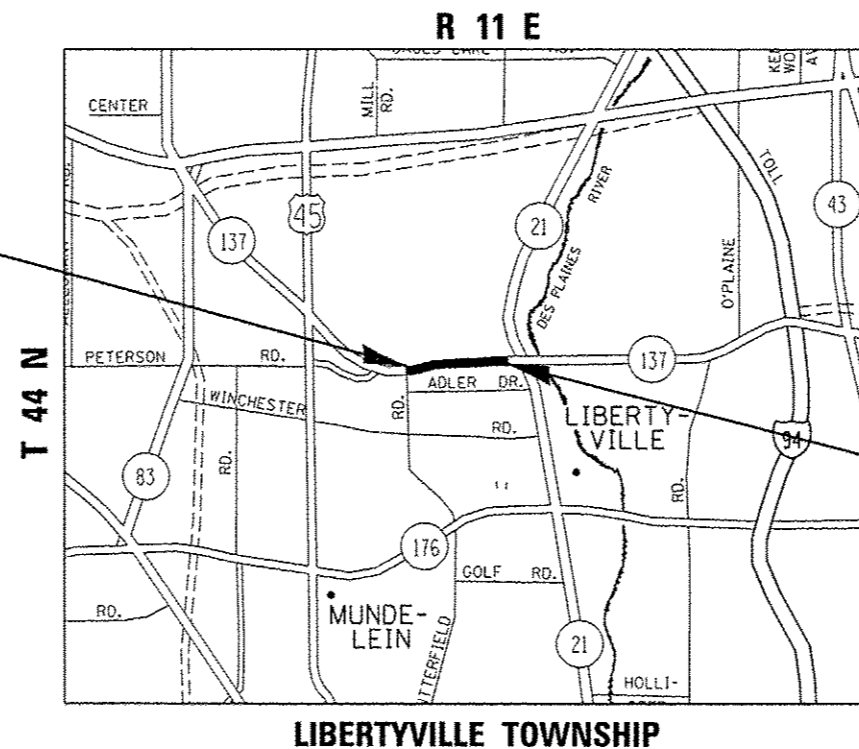 R 11 E
CENTER
MILL
RD.
TOLL
45
43
137
21
RIVER
DES PLAINES
O'PLAINE
T 44 N
PETERSON RD.
137
ADLER DR.
WINCHESTER
RD.
RD.
LIBERTY-
VILLE
RD.
RD.
94
83
176
GOLF RD.
RD.
MUNDE-
LEIN
21
HOLLI-
LIBERTYVILLE TOWNSHIP